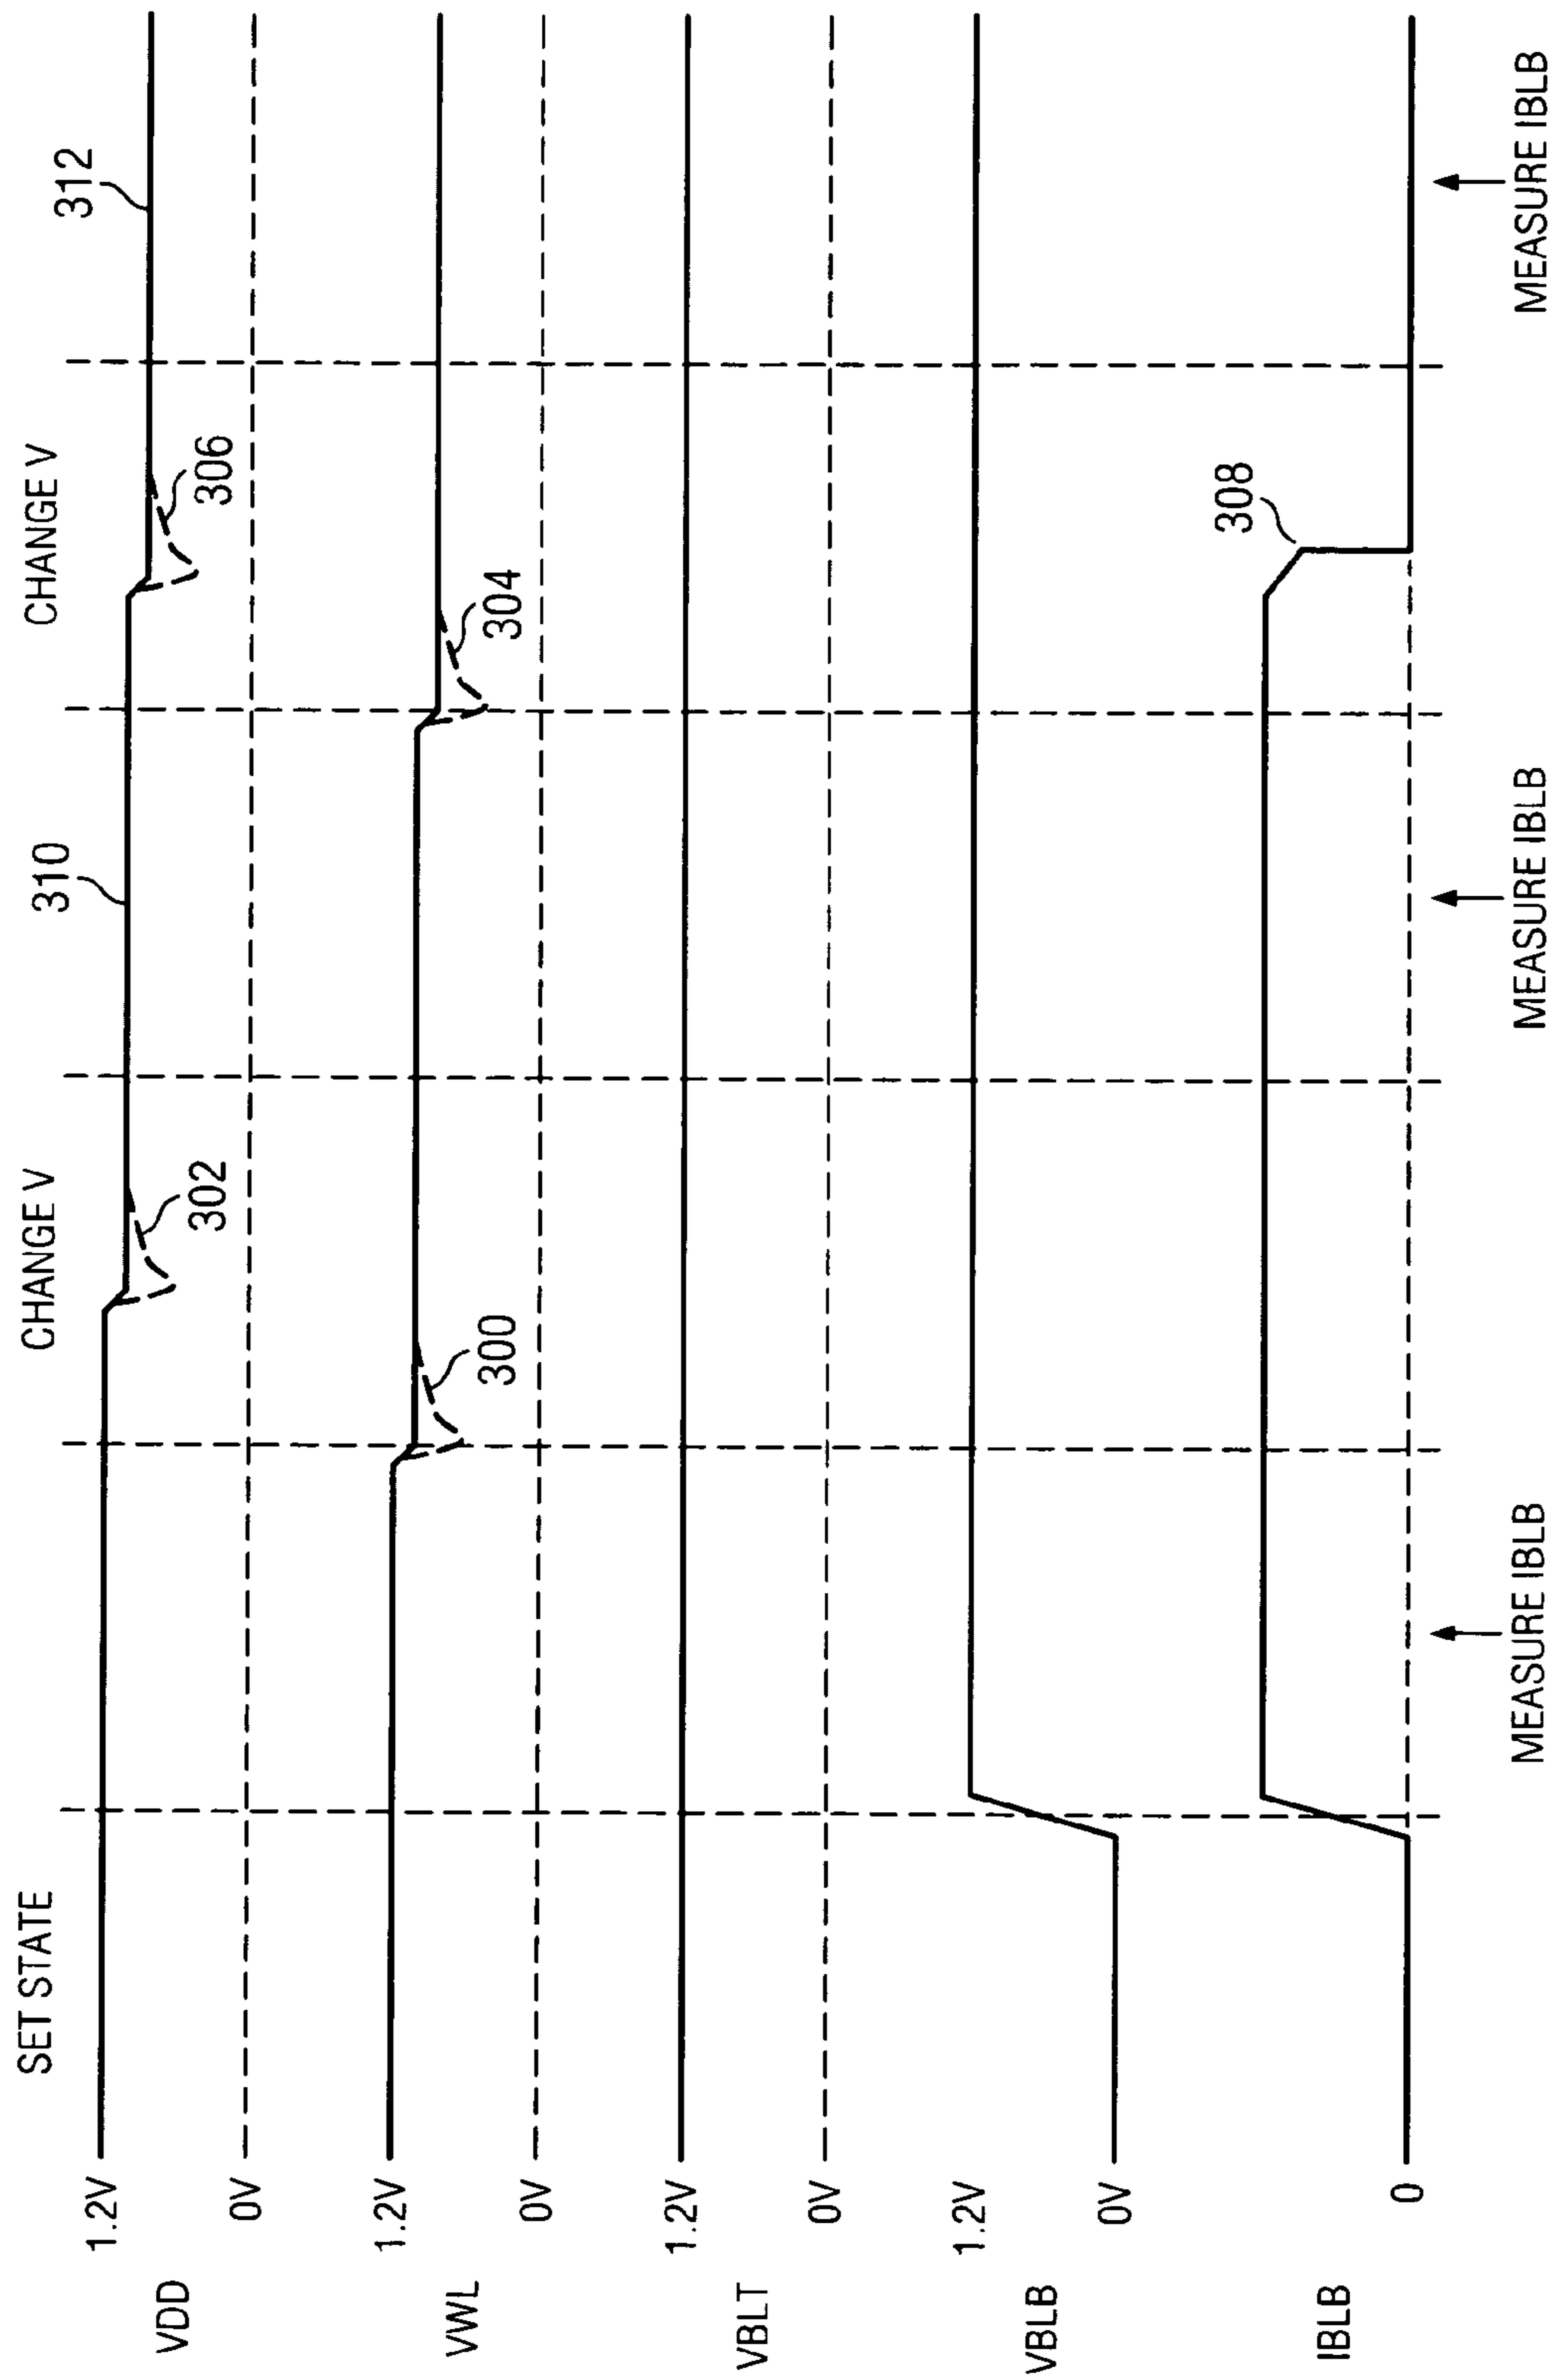 SET STATE
CHANGE V
CHANGE V
310
312
302
306
1.2V
VDD
0V
300
304
1.2V
VWL
0V
1.2V
VBLT
0V
1.2V
VBLB
0V
308
IBLB
0
MEASURE IBLB
MEASURE IBLB
MEASURE IBLB